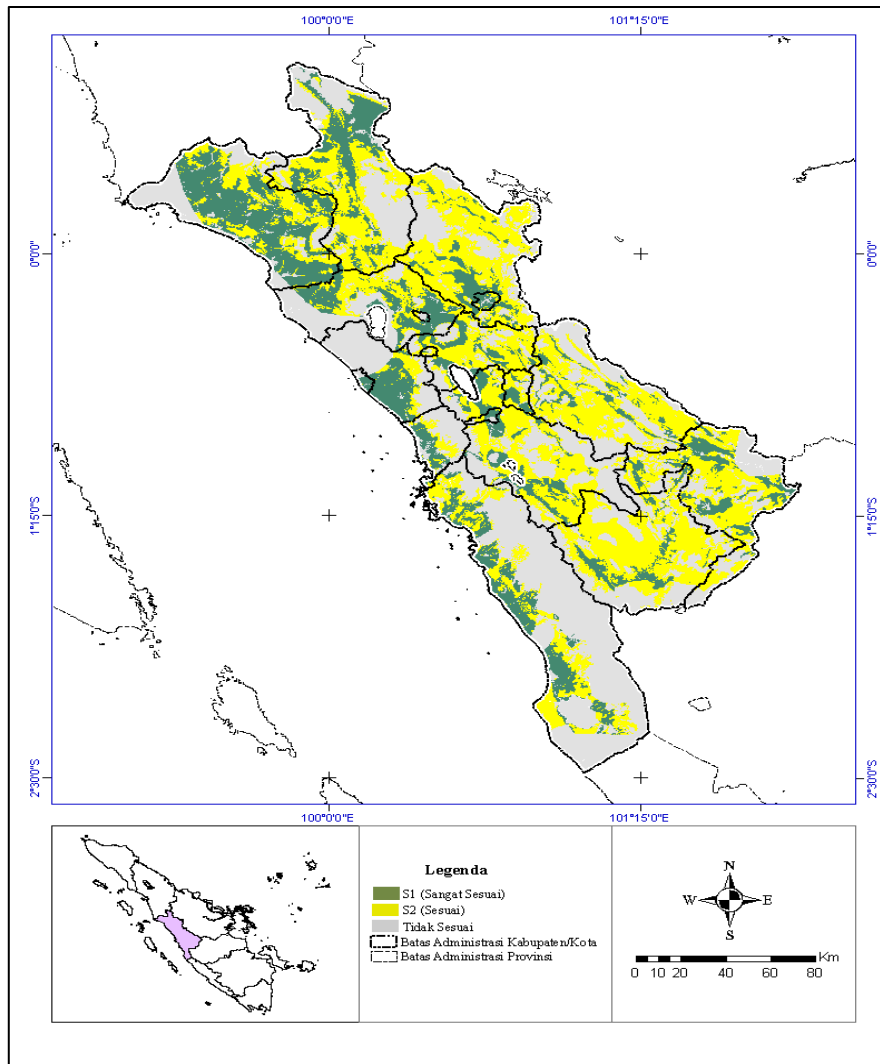 100°0'0"E 101°15'0"E
0°0'0" 0°0'0"
1°15'0"S 1°15'0"S
2°30'0"S 2°30'0"S
100°0'0"E 101°15'0"E
Legenda
S1 (Sangat Sesuai)
S2 (Sesuai)
Tidak Sesuai
Batas Administrasi Kabupaten/Kota
Batas Administrasi Provinsi
N
W E
S
Km
0 10 20 40 60 80